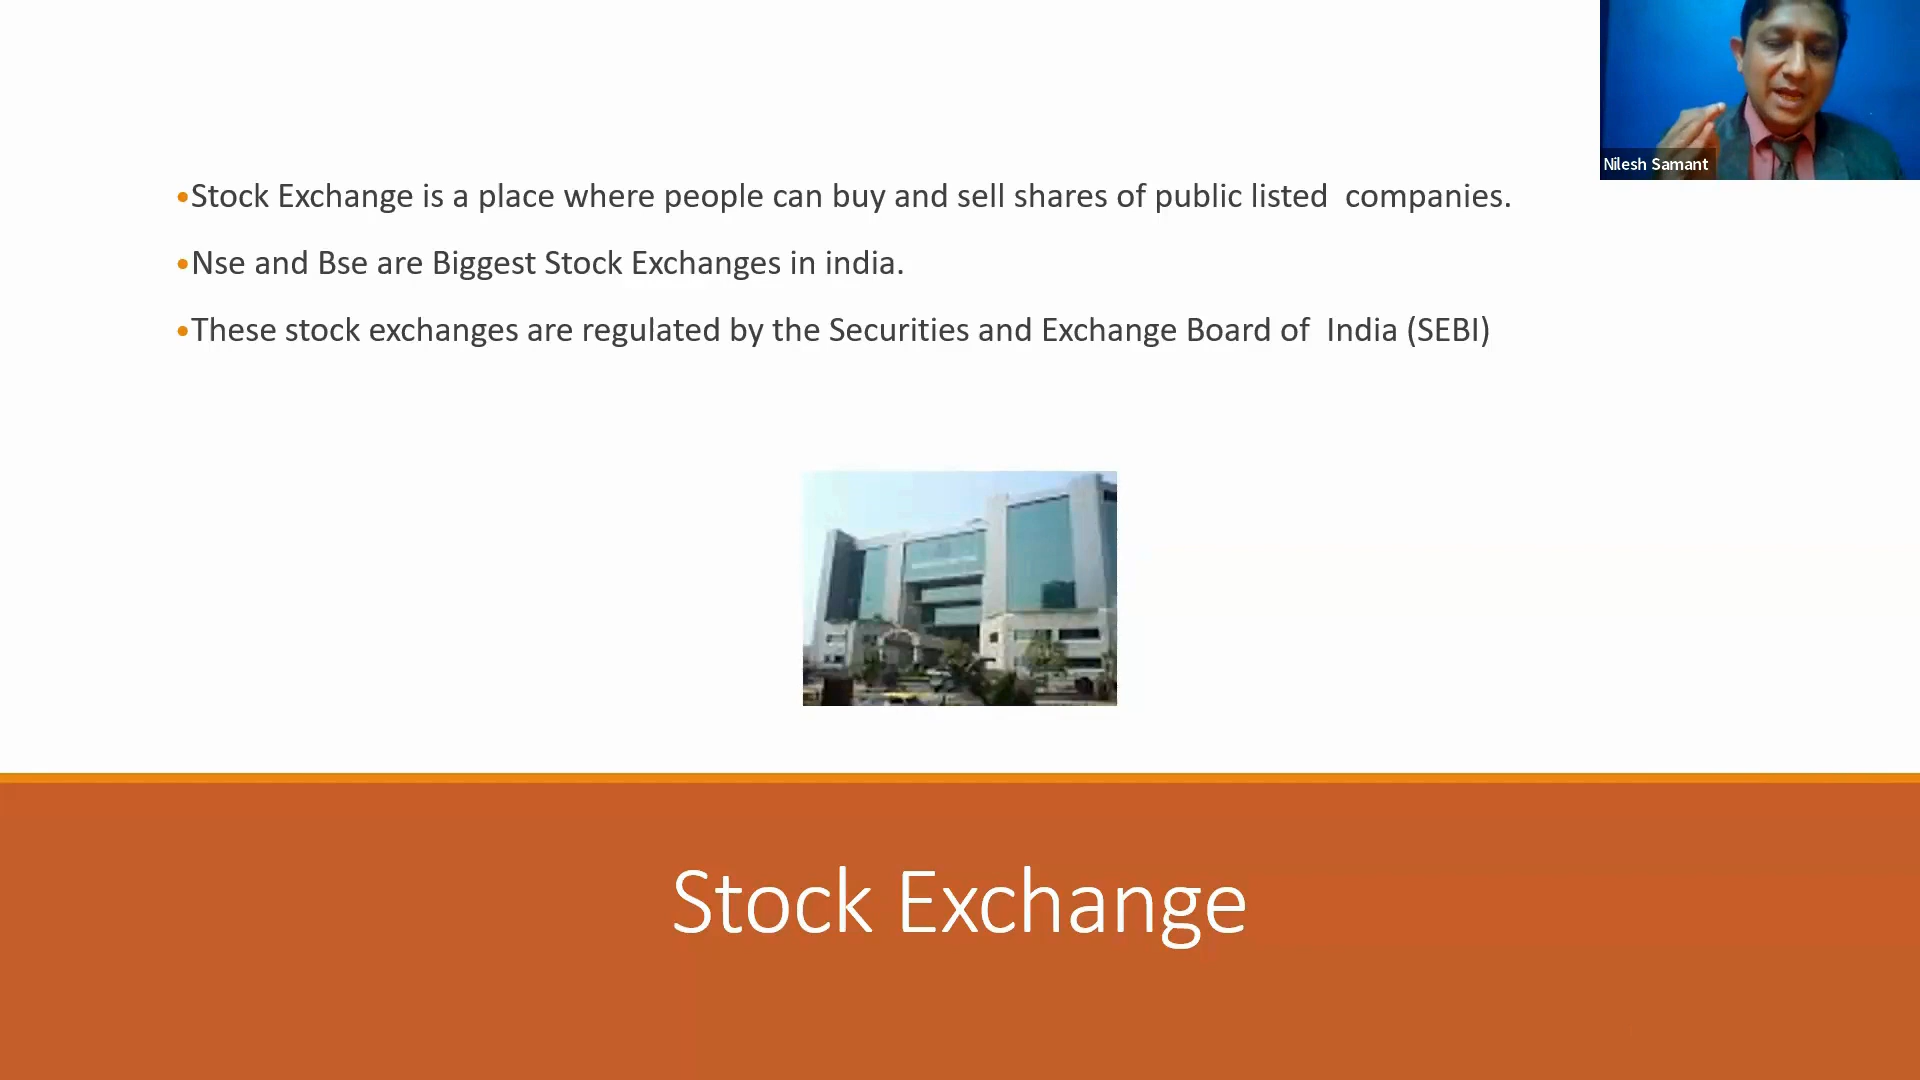 •Stock Exchange is a place where people can buy and sell shares of public listed  companies.
•Nse and Bse are Biggest Stock Exchanges in india.
•These stock exchanges are regulated by the Securities and Exchange Board of  India (SEBI)
Nilesh Samant
Stock Exchange